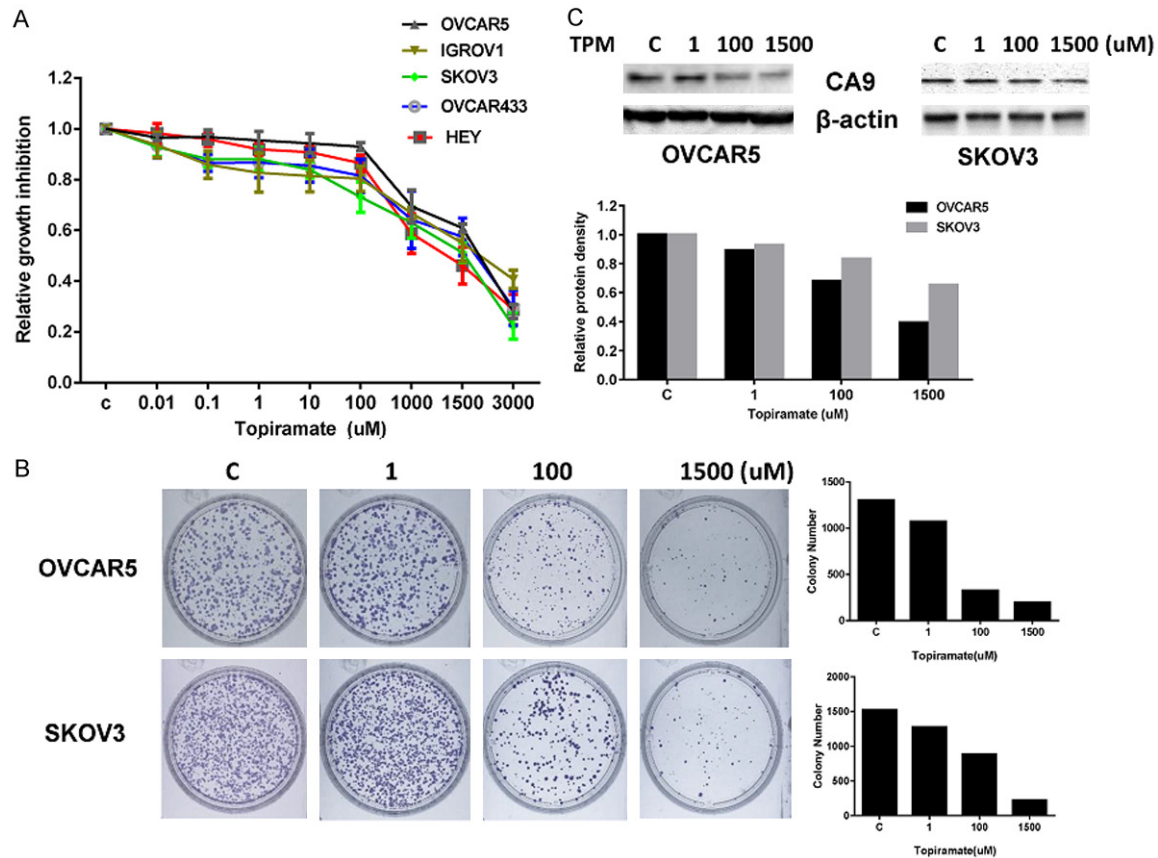 A
OVCAR5
IGROV1
SKOV3
OVCAR433
HEY
Relative growth inhibition
1.2
1.0
0.8
0.6
0.4
0.2
0.0
c 0.01 0.1 1 10 100 1000 1500 3000
Topiramate (uM)
C
TPM C 1 100 1500 C 1 100 1500 (uM)
CA9
β-actin
OVCAR5 SKOV3
OVCAR5
SKOV3
Relative protein density
1.2
1.0
0.8
0.6
0.4
0.2
0.0
C 1 100 1500
Topiramate (uM)
B
C 1 100 1500 (uM)
OVCAR5
SKOV3
Colony Number
1500
1000
500
0
C 1 100 1500
Topiramate(uM)
Colony Number
2000
1500
1000
500
0
C 1 100 1500
Topiramate(uM)